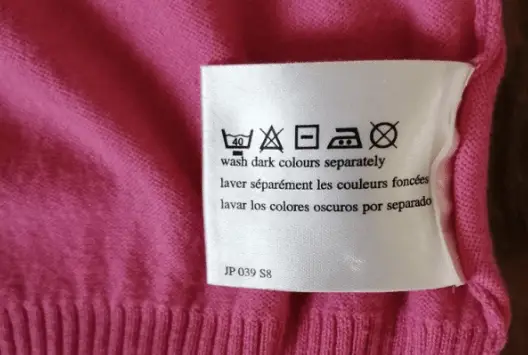 40
wash dark colours separately
laver séparément les couleurs foncées
lavar los colores oscuros por separado
JP 039 S8